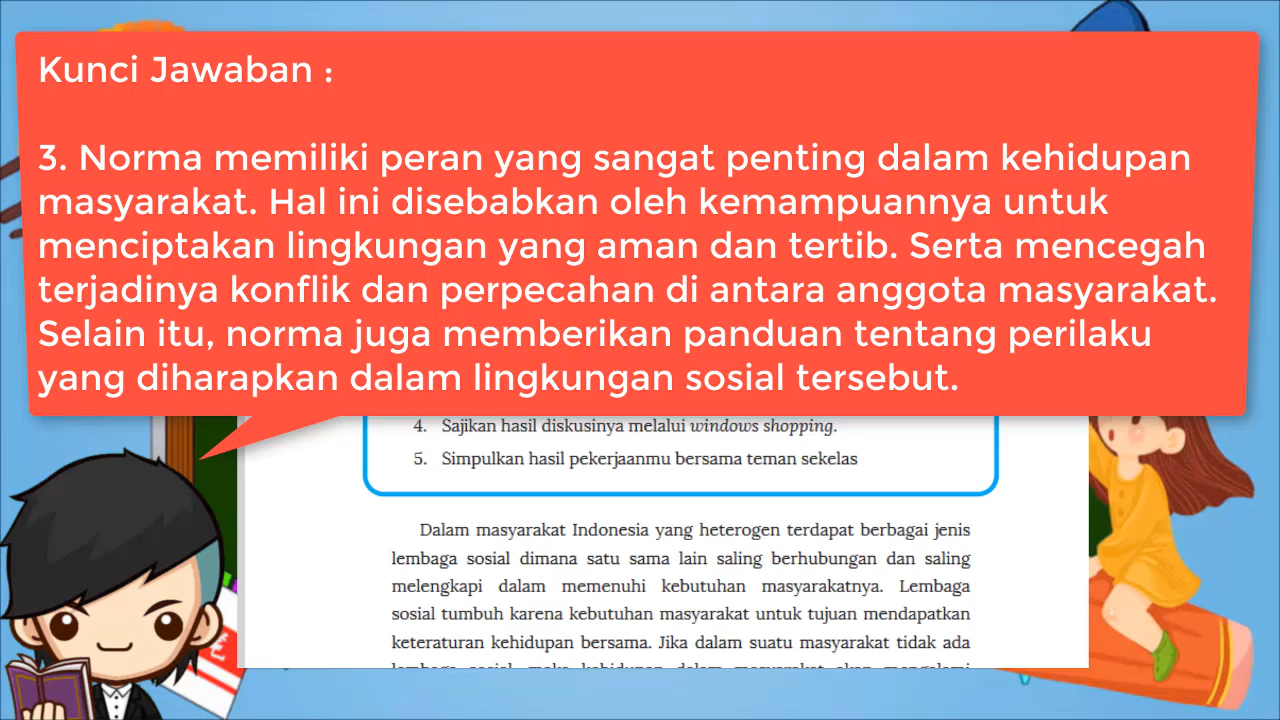 Kunci Jawaban :
3. Norma memiliki peran yang sangat penting dalam kehidupan
masyarakat. Hal ini disebabkan oleh kemampuannya untuk
menciptakan lingkungan yang aman dan tertib. Serta mencegah
terjadinya konflik dan perpecahan di antara anggota masyarakat.
Selain itu, norma juga memberikan panduan tentang perilaku
yang diharapkan dalam lingkungan sosial tersebut.
4. Sajikan hasil diskusinya melalui windows shopping.
5. Simpulkan hasil pekerjaanmu bersama teman sekelas
Dalam masyarakat Indonesia yang heterogen terdapat berbagai jenis
lembaga sosial dimana satu sama lain saling berhubungan dan saling
melengkapi dalam memenuhi kebutuhan masyarakatnya. Lembaga
sosial tumbuh karena kebutuhan masyarakat untuk tujuan mendapatkan
keteraturan kehidupan bersama. Jika dalam suatu masyarakat tidak ada